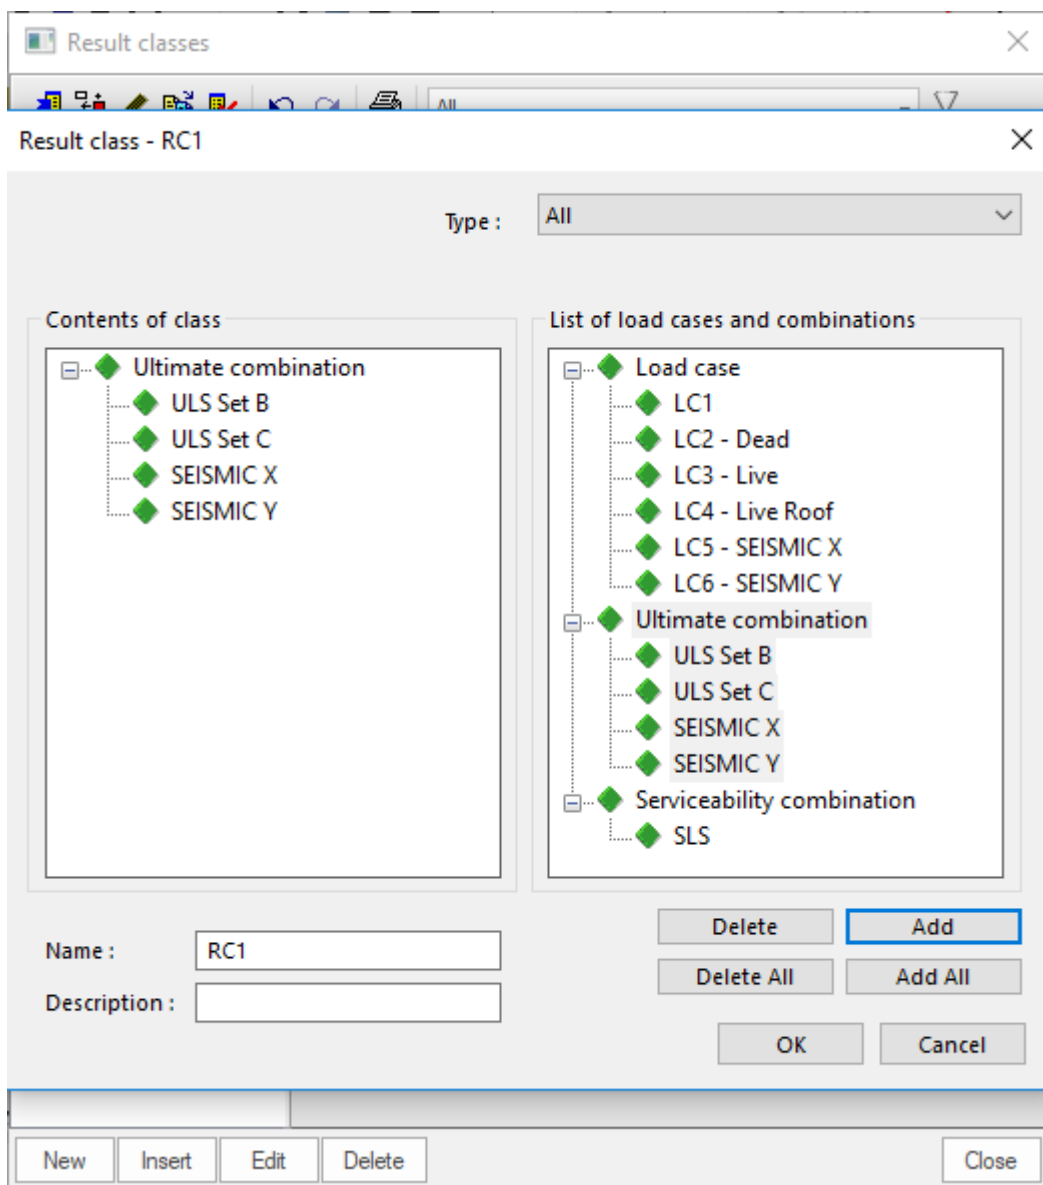 Result classes
All
Result class - RC1
Type :
All
Contents of class
Ultimate combination
ULS Set B
ULS Set C
SEISMIC X
SEISMIC Y
List of load cases and combinations
Load case
LC1
LC2 - Dead
LC3 - Live
LC4 - Live Roof
LC5 - SEISMIC X
LC6 - SEISMIC Y
Ultimate combination
ULS Set B
ULS Set C
SEISMIC X
SEISMIC Y
Serviceability combination
SLS
Delete
Add
Name :
RC1
Delete All
Add All
Description :
OK
Cancel
New
Insert
Edit
Delete
Close